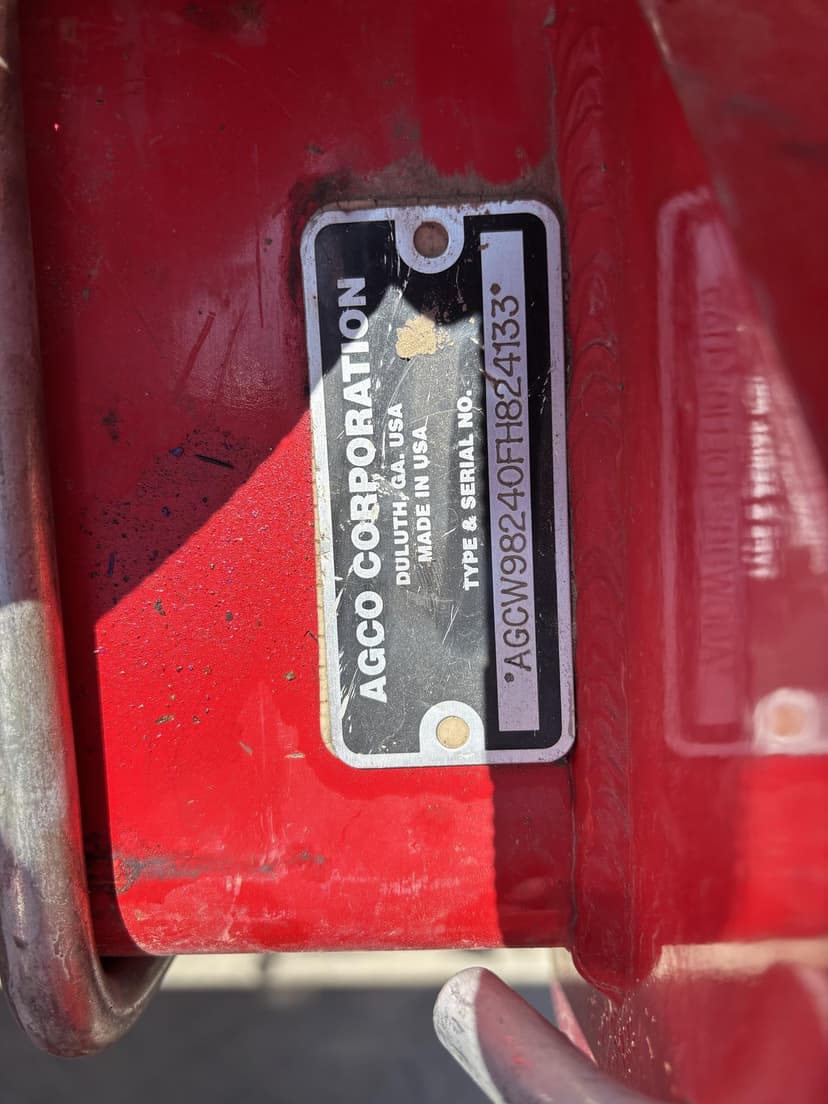 AGCO CORPORATION
DULUTH, GA. USA
MADE IN USA
TYPE & SERIAL NO.
*AGCW98240FH824133*